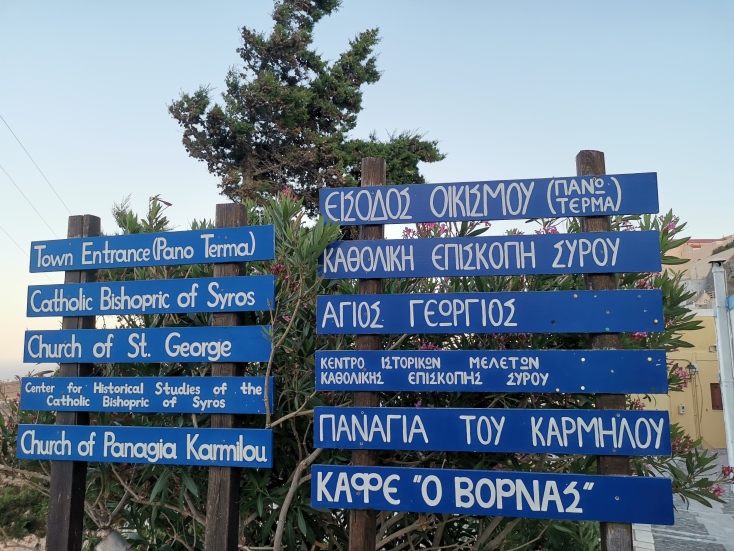 Town Entrance (Pano Terma)
Catholic Bishopric of Syros
Church of St. George
Center for Historical Studies of the
Catholic Bishopric of Syros
Church of Panagia Karmilou
ΕΙΣΟΔΟΣ ΟΙΚΙΣΜΟΥ (ΠΑΝΩ
ΤΕΡΜΑ)
ΚΑΘΟΛΙΚΗ ΕΠΙΣΚΟΠΗ ΣΥΡΟΥ
ΑΓΙΟΣ ΓΕΩΡΓΙΟΣ
ΚΕΝΤΡΟ ΙΣΤΟΡΙΚΩΝ ΜΕΛΕΤΩΝ
ΚΑΘΟΛΙΚΗΣ ΕΠΙΣΚΟΠΗΣ ΣΥΡΟΥ
ΠΑΝΑΓΙΑ ΤΟΥ ΚΑΡΜΗΛΟΥ
ΚΑΦΕ "Ο ΒΟΡΝΑΣ"